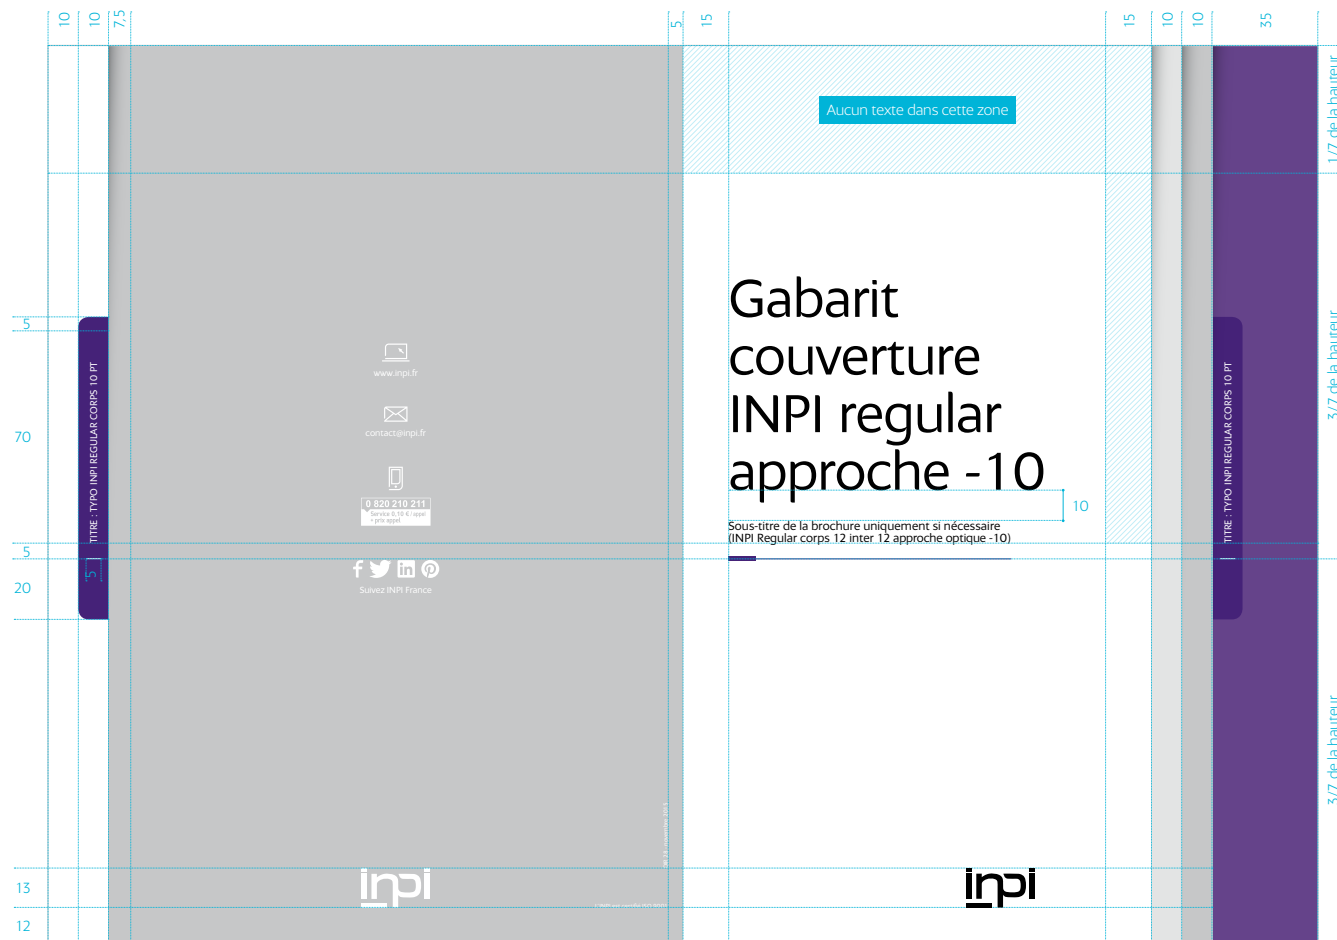 10
10
7,5
5
15
15
10
10
35
Aucun texte dans cette zone
1/7 de la hauteur
3/7 de la hauteur
3/7 de la hauteur
5
70
5
5
20
13
12
TITRE : TYPO INPI REGULAR CORPS 10 PT
www.inpi.fr
contact@inpi.fr
0 820 210 211
Service 0,10 € / appel
+ prix appel
Suivez INPI France
inpi
Gabarit
couverture
INPI regular
approche -10
10
Sous-titre de la brochure uniquement si nécessaire
(INPI Regular corps 12 inter 12 approche optique -10)
inpi
TITRE : TYPO INPI REGULAR CORPS 10 PT